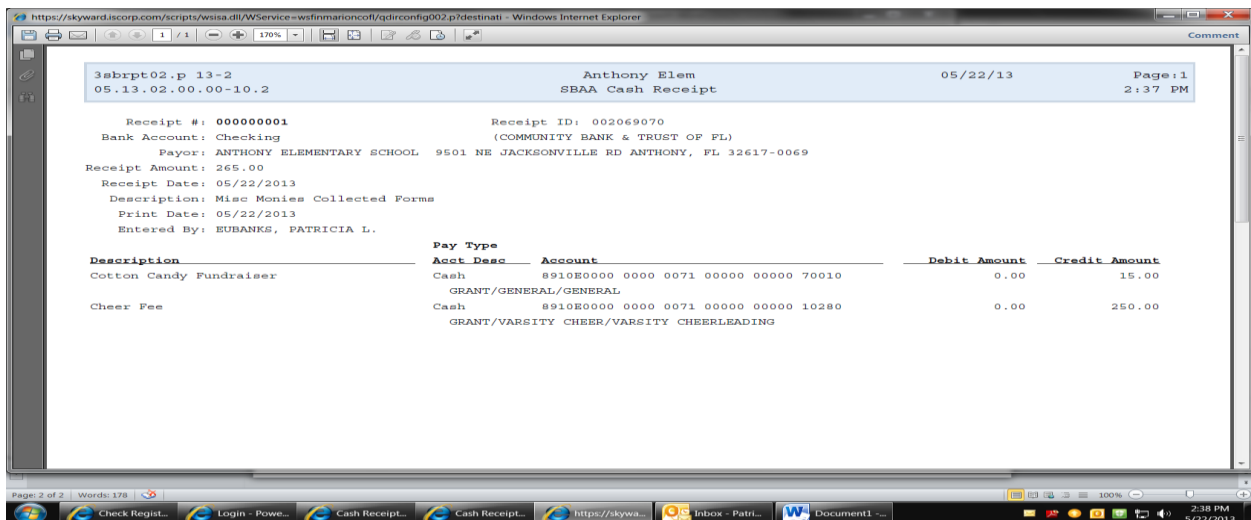 https://skyward.iscorp.com/scripts/wsisa.dll/WService=wsfinmarioncofl/qdirconfig002.p?destinati - Windows Internet Explorer
1 / 1 170% Comment
3sbrpt02.p 13-2 Anthony Elem 05/22/13 Page:1
05.13.02.00.00-10.2 SBAA Cash Receipt 2:37 PM
Receipt #: 000000001 Receipt ID: 002069070
Bank Account: Checking (COMMUNITY BANK & TRUST OF FL)
Payor: ANTHONY ELEMENTARY SCHOOL 9501 NE JACKSONVILLE RD ANTHONY, FL 32617-0069
Receipt Amount: 265.00
Receipt Date: 05/22/2013
Description: Misc Monies Collected Forms
Print Date: 05/22/2013
Entered By: EUBANKS, PATRICIA L.
Pay Type
Description Acct Desc Account Debit Amount Credit Amount
Cotton Candy Fundraiser Cash 8910E0000 0000 0071 00000 00000 70010 0.00 15.00
GRANT/GENERAL/GENERAL
Cheer Fee Cash 8910E0000 0000 0071 00000 00000 10280 0.00 250.00
GRANT/VARSITY CHEER/VARSITY CHEERLEADING
Page: 2 of 2 Words: 178 100%
Check Regist... Login - Powe... Cash Receipt... Cash Receipt... https://skywa... Inbox - Patri... Document1 -... 2:38 PM
5/22/2013